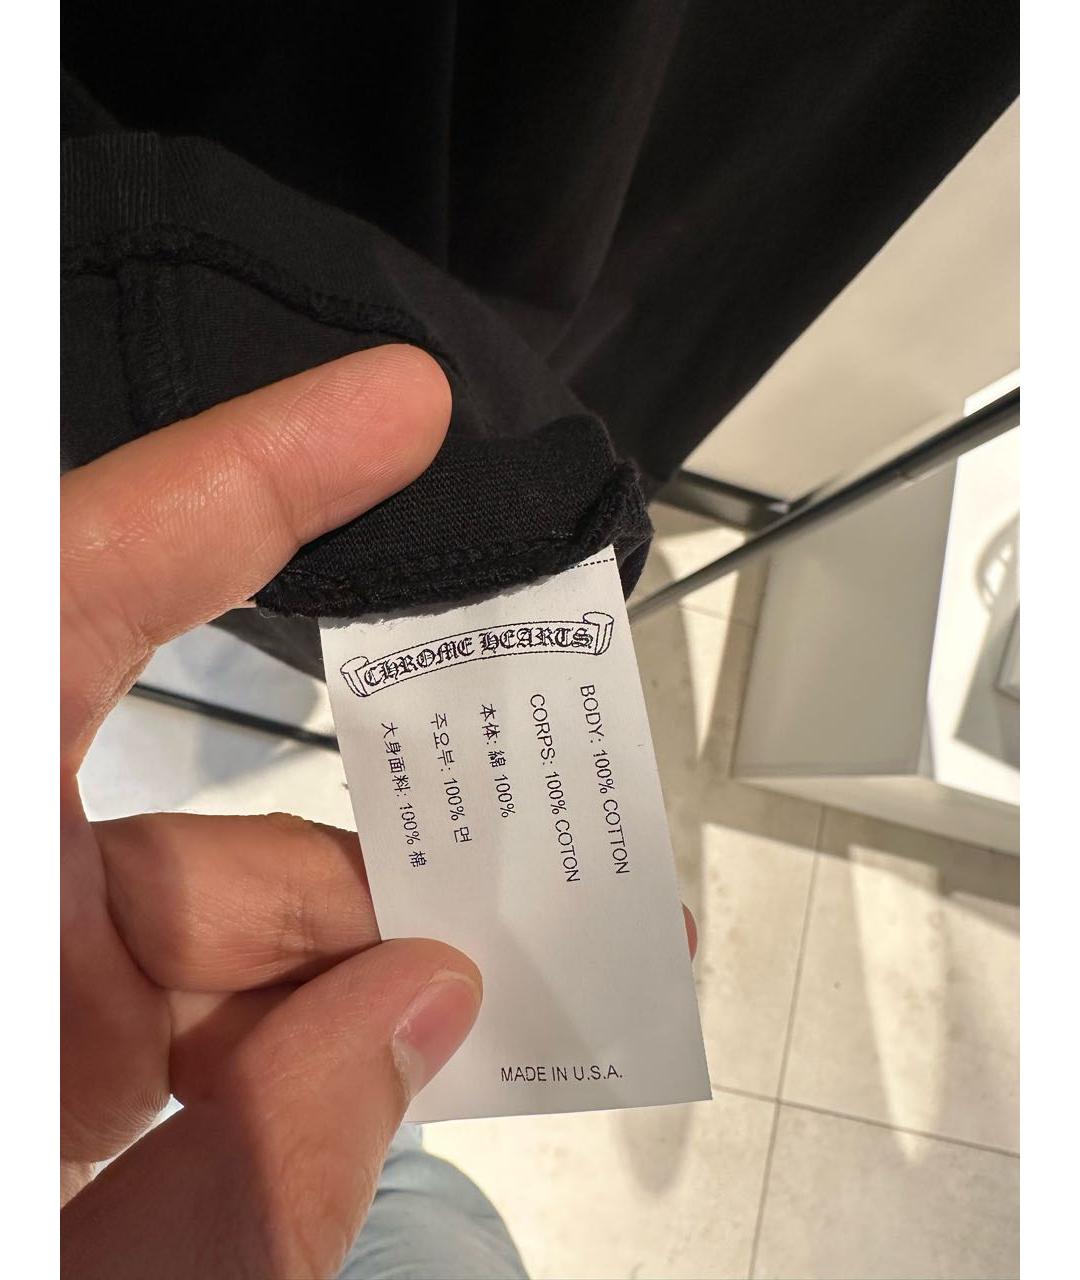 CHROME HEARTS
BODY: 100% COTTON
CORPS: 100% COTON
本体: 綿 100%
주요부: 100% 면
大身面料: 100% 棉
MADE IN U.S.A.